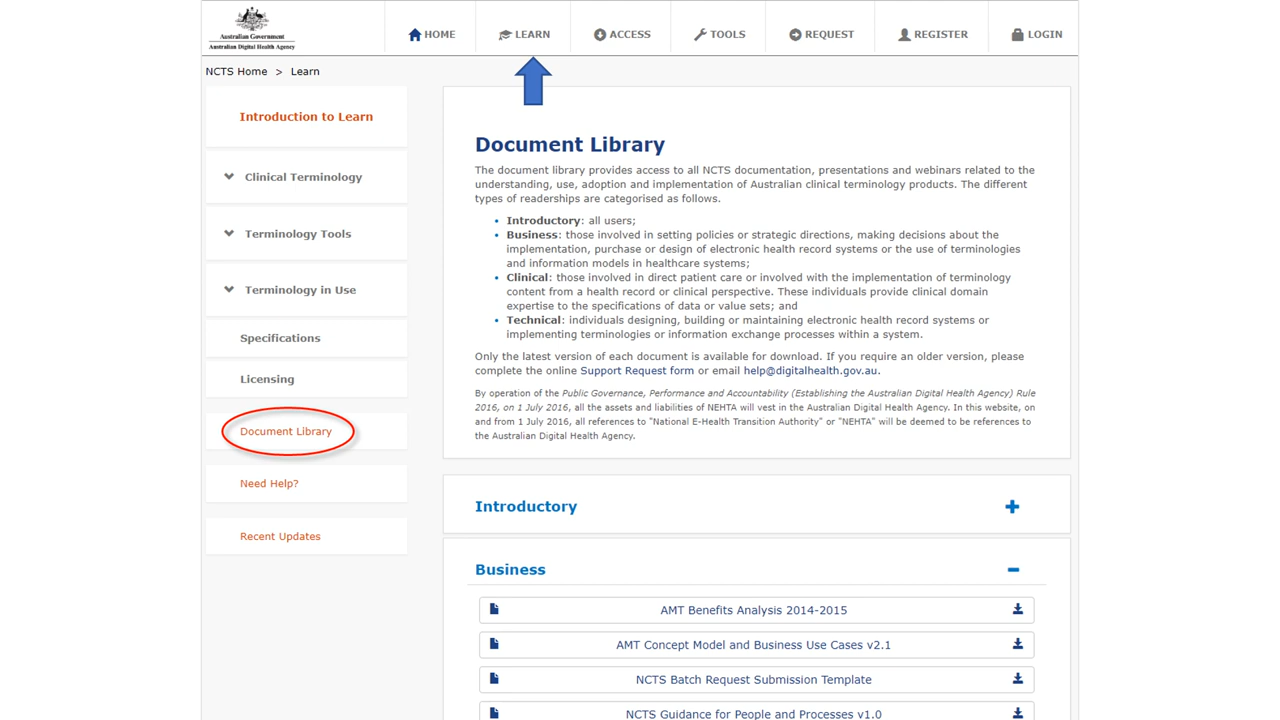 Australian Government
Australian Digital Health Agency
HOME
LEARN
ACCESS
TOOLS
REQUEST
REGISTER
LOGIN
NCTS Home > Learn
Introduction to Learn
Clinical Terminology
Terminology Tools
Terminology in Use
Specifications
Licensing
Document Library
Need Help?
Recent Updates
Document Library
The document library provides access to all NCTS documentation, presentations and webinars related to the
understanding, use, adoption and implementation of Australian clinical terminology products. The different
types of readerships are categorised as follows.
• Introductory: all users;
• Business: those involved in setting policies or strategic directions, making decisions about the
implementation, purchase or design of electronic health record systems or the use of terminologies
and information models in healthcare systems;
• Clinical: those involved in direct patient care or involved with the implementation of terminology
content from a health record or clinical perspective. These individuals provide clinical domain
expertise to the specifications of data or value sets; and
• Technical: individuals designing, building or maintaining electronic health record systems or
implementing terminologies or information exchange processes within a system.
Only the latest version of each document is available for download. If you require an older version, please
complete the online Support Request form or email help@digitalhealth.gov.au.
By operation of the Public Governance, Performance and Accountability (Establishing the Australian Digital Health Agency) Rule
2016, on 1 July 2016, all the assets and liabilities of NEHTA will vest in the Australian Digital Health Agency. In this website, on
and from 1 July 2016, all references to "National E-Health Transition Authority" or "NEHTA" will be deemed to be references to
the Australian Digital Health Agency.
Introductory
Business
AMT Benefits Analysis 2014-2015
AMT Concept Model and Business Use Cases v2.1
NCTS Batch Request Submission Template
NCTS Guidance for People and Processes v1.0